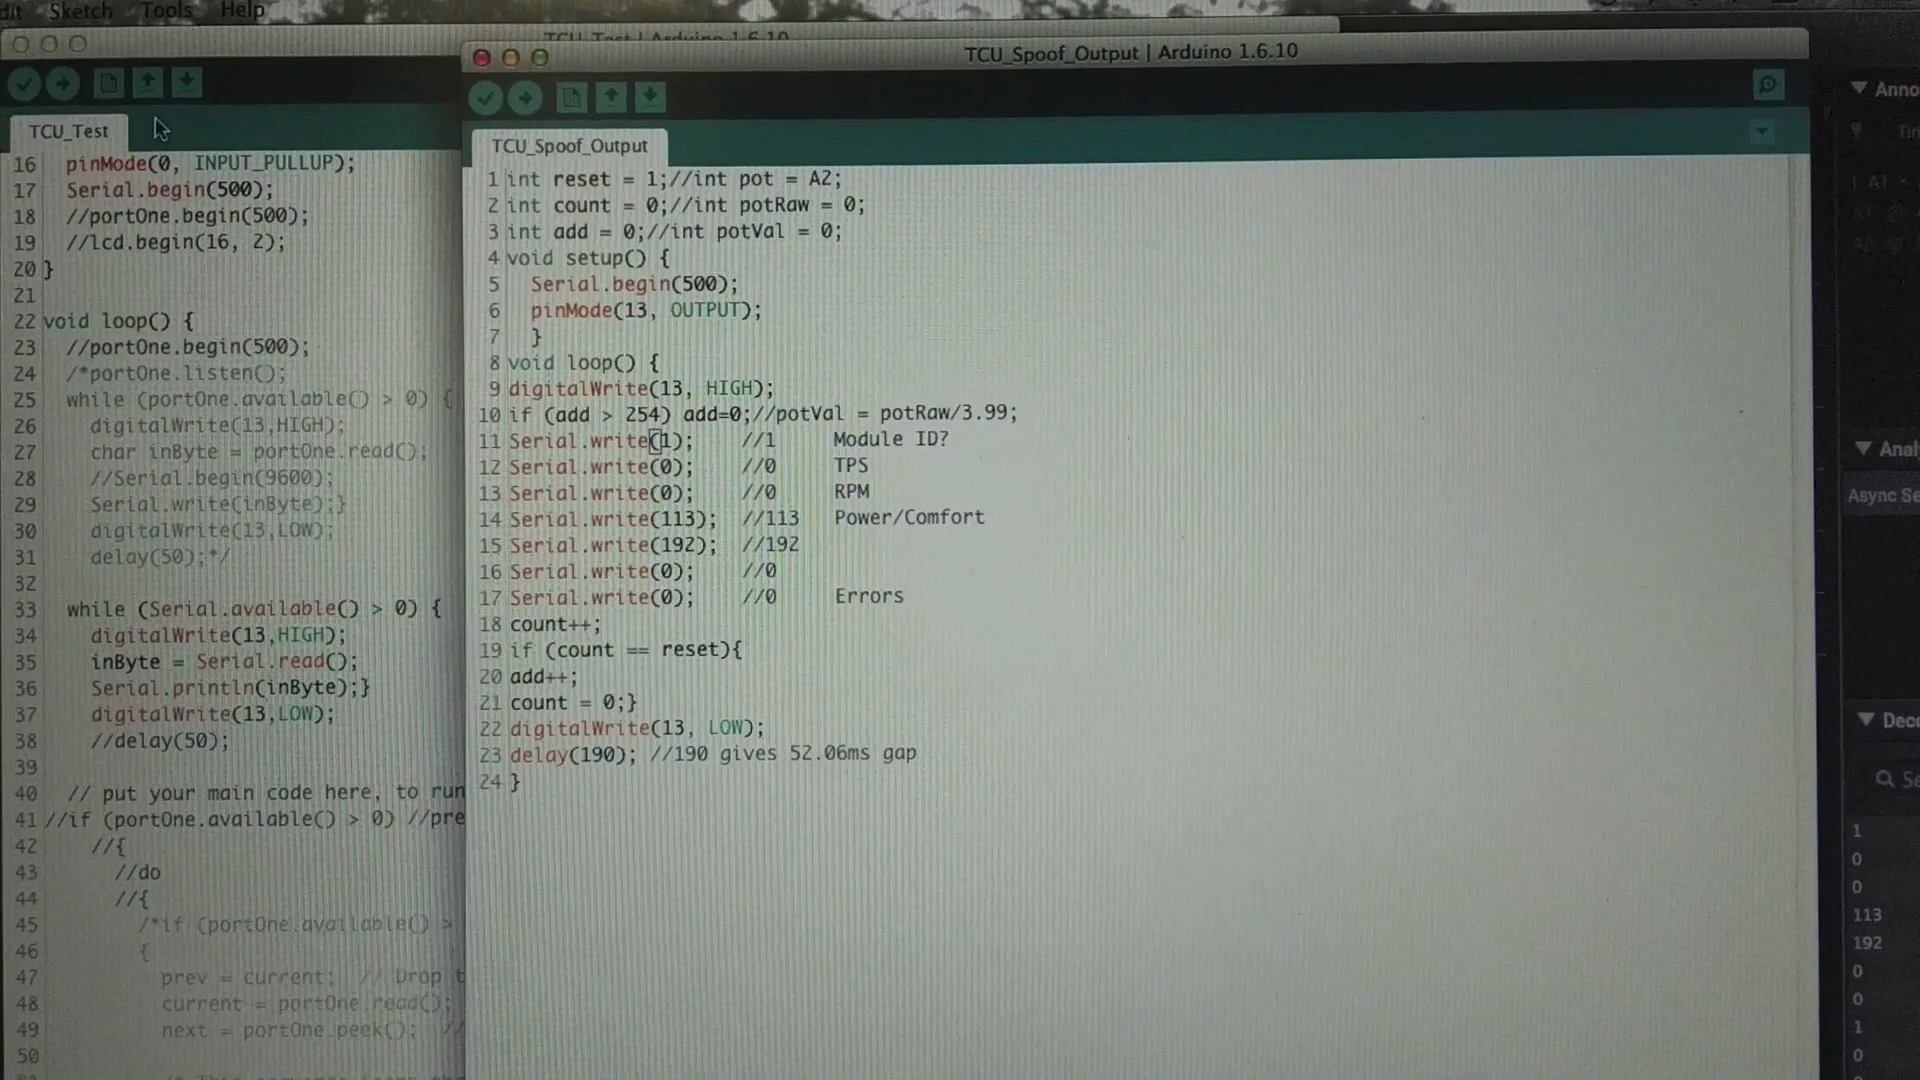 Sketch Tools Help
TCU_Test | Arduino 1.6.10
TCU_Test
16 pinMode(0, INPUT_PULLUP);
17 Serial.begin(500);
18 //portOne.begin(500);
19 //lcd.begin(16, 2);
20 }
21
22 void loop() {
23 //portOne.begin(500);
24 /*portOne.listen();
25 while (portOne.available() > 0) {
26 digitalWrite(13,HIGH);
27 char inByte = portOne.read();
28 //Serial.begin(9600);
29 Serial.write(inByte);}
30 digitalWrite(13,LOW);
31 delay(50);*/
32
33 while (Serial.available() > 0) {
34 digitalWrite(13,HIGH);
35 inByte = Serial.read();
36 Serial.println(inByte);}
37 digitalWrite(13,LOW);
38 //delay(50);
39
40 // put your main code here, to run
41 //if (portOne.available() > 0) //pre
42 //{
43 //do
44 //{
45 /*if (portOne.available() >
46 {
47 prev = current; // Drop t
48 current = portOne.read();
49 next = portOne.peek(); //
50
TCU_Spoof_Output | Arduino 1.6.10
TCU_Spoof_Output
1 int reset = 1;//int pot = A2;
2 int count = 0;//int potRaw = 0;
3 int add = 0;//int potVal = 0;
4 void setup() {
5 Serial.begin(500);
6 pinMode(13, OUTPUT);
7 }
8 void loop() {
9 digitalWrite(13, HIGH);
10 if (add > 254) add=0;//potVal = potRaw/3.99;
11 Serial.write(1); //1 Module ID?
12 Serial.write(0); //0 TPS
13 Serial.write(0); //0 RPM
14 Serial.write(113); //113 Power/Comfort
15 Serial.write(192); //192
16 Serial.write(0); //0
17 Serial.write(0); //0 Errors
18 count++;
19 if (count == reset){
20 add++;
21 count = 0;}
22 digitalWrite(13, LOW);
23 delay(190); //190 gives 52.06ms gap
24 }
Anno
Analy
Async Se
Deco
1
0
0
113
192
0
0
1
0